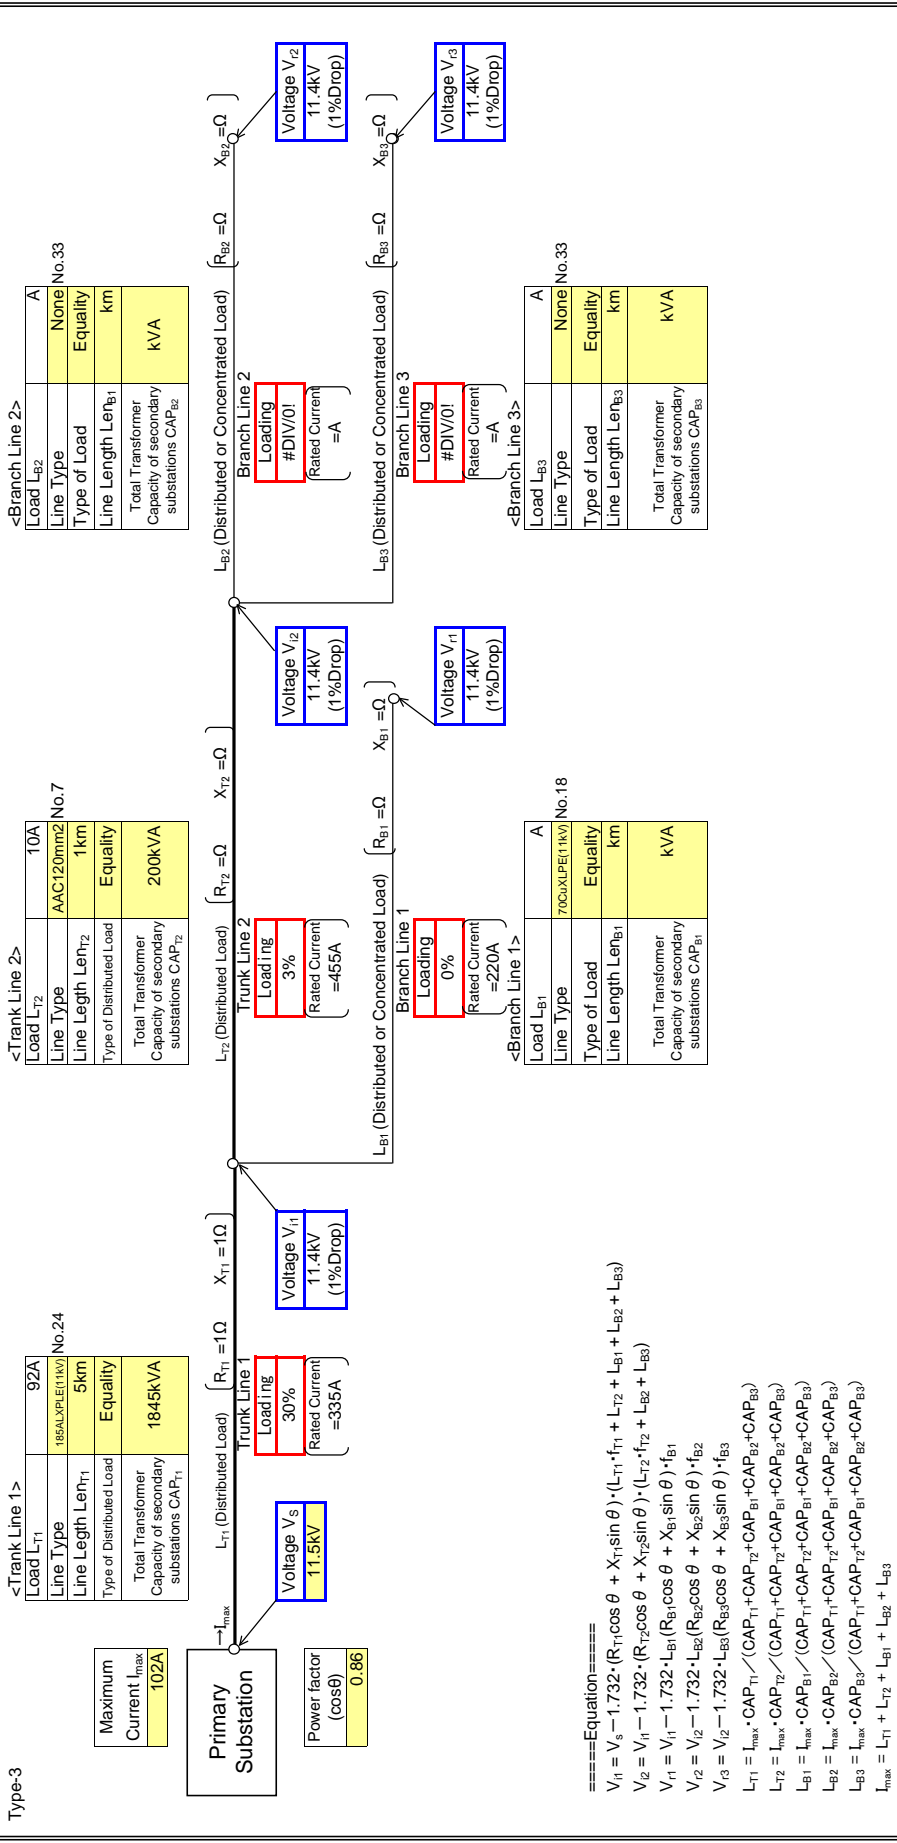 Type-3
Maximum
Current Imax
102A
Primary
Substation
Power factor
(cosθ)
0.86
→Imax
Voltage VS
11.5kV
<Trank Line 1>
Load LT1 92A
Line Type 185ALXPLE(11kV) No.24
Line Legth LenT1 5km
Type of Distributed Load Equality
Total Transformer
Capacity of secondary
substations CAPT1
1845kVA
LT1 (Distributed Load) (RT1 =1Ω XT1 =1Ω)
Trunk Line 1
Loading
30%
(Rated Current
=335A)
Voltage Vi1
11.4kV
(1%Drop)
<Trank Line 2>
Load LT2 10A
Line Type AAC120mm2 No.7
Line Legth LenT2 1km
Type of Distributed Load Equality
Total Transformer
Capacity of secondary
substations CAPT2
200kVA
LT2 (Distributed Load) (RT2 =Ω XT2 =Ω)
Trunk Line 2
Loading
3%
(Rated Current
=455A)
Voltage Vi2
11.4kV
(1%Drop)
LB1 (Distributed or Concentrated Load) (RB1 =Ω XB1 =Ω)
Branch Line 1
Loading
0%
(Rated Current
=220A)
Voltage Vr1
11.4kV
(1%Drop)
<Branch Line 1>
Load LB1 A
Line Type 70CuXLPE(11kV) No.18
Type of Load Equality
Line Length LenB1 km
Total Transformer
Capacity of secondary
substations CAPB1
kVA
<Branch Line 2>
Load LB2 A
Line Type None No.33
Type of Load Equality
Line Length LenB1 km
Total Transformer
Capacity of secondary
substations CAPB2
kVA
LB2 (Distributed or Concentrated Load) (RB2 =Ω XB2 =Ω)
Branch Line 2
Loading
#DIV/0!
(Rated Current
=A)
Voltage Vr2
11.4kV
(1%Drop)
LB3 (Distributed or Concentrated Load) (RB3 =Ω XB3 =Ω)
Branch Line 3
Loading
#DIV/0!
(Rated Current
=A)
Voltage Vr3
11.4kV
(1%Drop)
<Branch Line 3>
Load LB3 A
Line Type None No.33
Type of Load Equality
Line Length LenB3 km
Total Transformer
Capacity of secondary
substations CAPB3
kVA
=====Equation=====
Vi1 = Vs－1.732・(RT1cos θ + XT1sin θ)・(LT1・fT1 + LT2 + LB1 + LB2 + LB3)
Vi2 = Vi1－1.732・(RT2cos θ + XT2sin θ)・(LT2・fT2 + LB2 + LB3)
Vr1 = Vi1－1.732・LB1(RB1cos θ + XB1sin θ)・fB1
Vr2 = Vi2－1.732・LB2(RB2cos θ + XB2sin θ)・fB2
Vr3 = Vi2－1.732・LB3(RB3cos θ + XB3sin θ)・fB3
LT1 = Imax・CAPT1／(CAPT1+CAPT2+CAPB1+CAPB2+CAPB3)
LT2 = Imax・CAPT2／(CAPT1+CAPT2+CAPB1+CAPB2+CAPB3)
LB1 = Imax・CAPB1／(CAPT1+CAPT2+CAPB1+CAPB2+CAPB3)
LB2 = Imax・CAPB2／(CAPT1+CAPT2+CAPB1+CAPB2+CAPB3)
LB3 = Imax・CAPB3／(CAPT1+CAPT2+CAPB1+CAPB2+CAPB3)
Imax = LT1 + LT2 + LB1 + LB2 + LB3